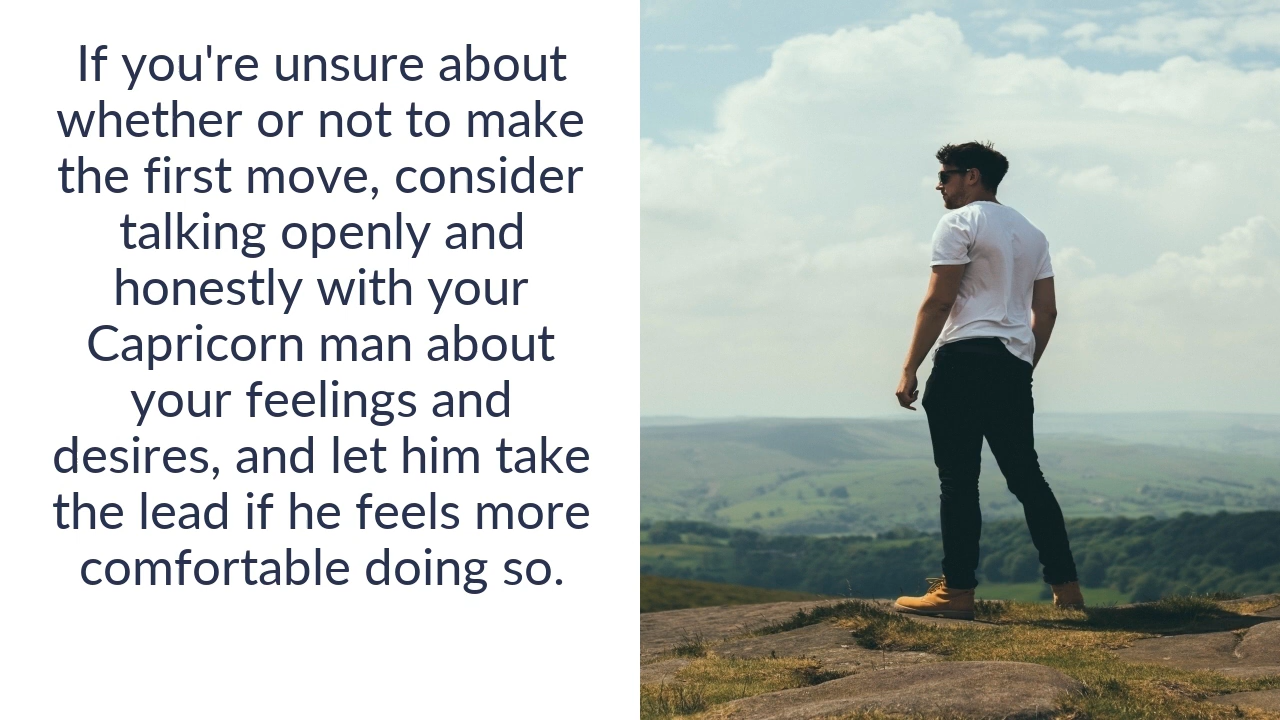 If you're unsure about
whether or not to make
the first move, consider
talking openly and
honestly with your
Capricorn man about
your feelings and
desires, and let him take
the lead if he feels more
comfortable doing so.